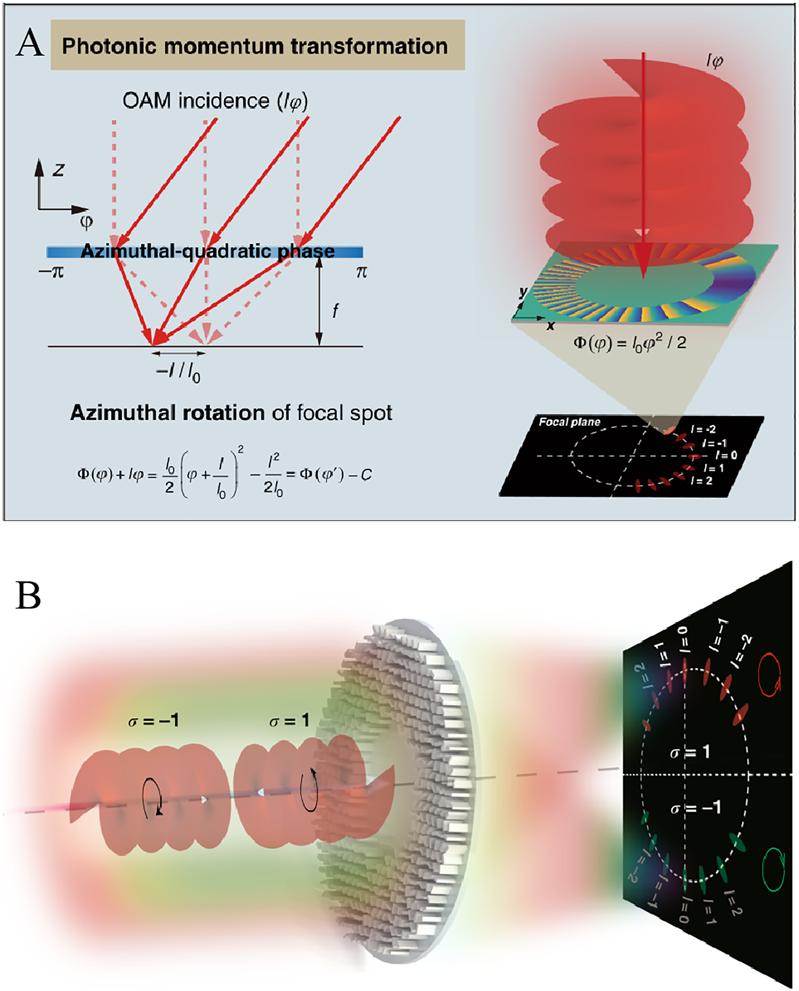 A
Photonic momentum transformation
OAM incidence (lφ)
z
φ
Azimuthal-quadratic phase
−π
π
f
−l / l₀
Azimuthal rotation of focal spot
Φ(φ) + lφ = l₀/2 (φ + l/l₀)² − l²/2l₀ = Φ(φ′) − C
lφ
y
x
Φ(φ) = l₀φ² / 2
Focal plane
l = -2
l = -1
l = 0
l = 1
l = 2
B
σ = −1
σ = 1
l = 2
l = 1
l = 0
l = −1
l = −2
σ = 1
σ = −1
l = −2
l = −1
l = 0
l = 1
l = 2